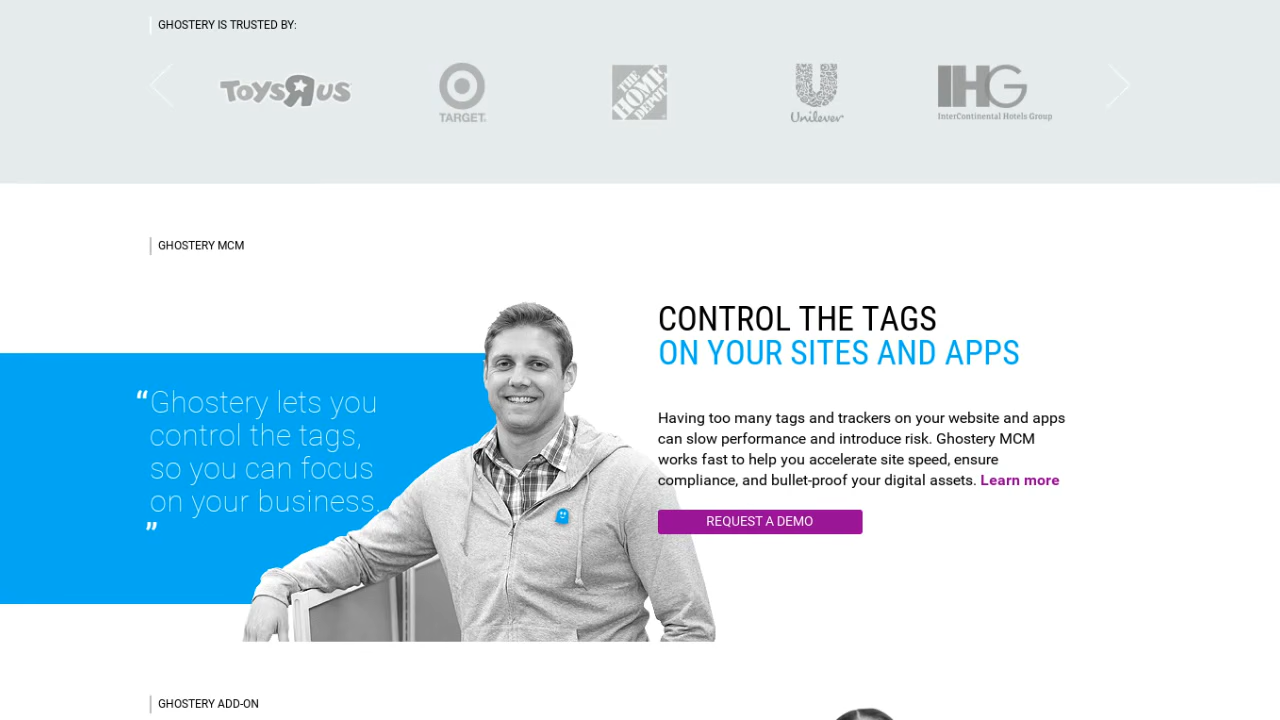 GHOSTERY IS TRUSTED BY:
TOYS R US
TARGET
THE HOME DEPOT
Unilever
IHG
InterContinental Hotels Group
GHOSTERY MCM
CONTROL THE TAGS
ON YOUR SITES AND APPS
“Ghostery lets you
control the tags,
so you can focus
on your business.
”
Having too many tags and trackers on your website and apps
can slow performance and introduce risk. Ghostery MCM
works fast to help you accelerate site speed, ensure
compliance, and bullet-proof your digital assets. Learn more
REQUEST A DEMO
GHOSTERY ADD-ON